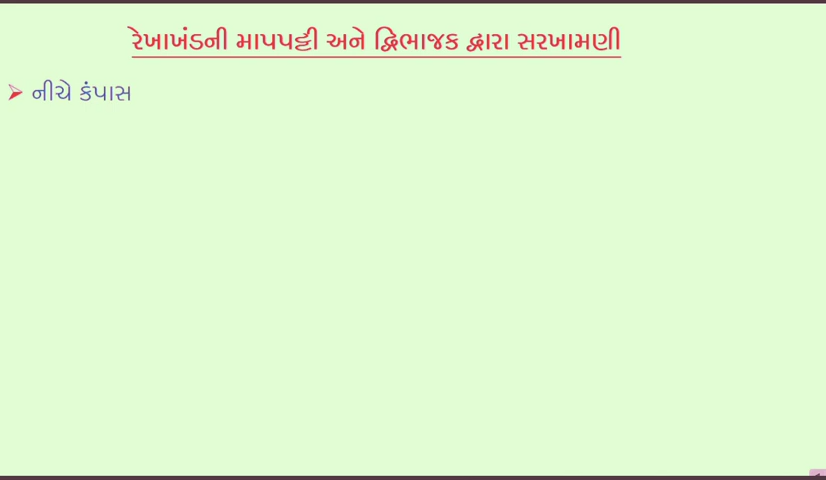 રેખાખંડની માપપટ્ટી અને દ્વિભાજક દ્વારા સરખામણી
નીચે કંપાસ